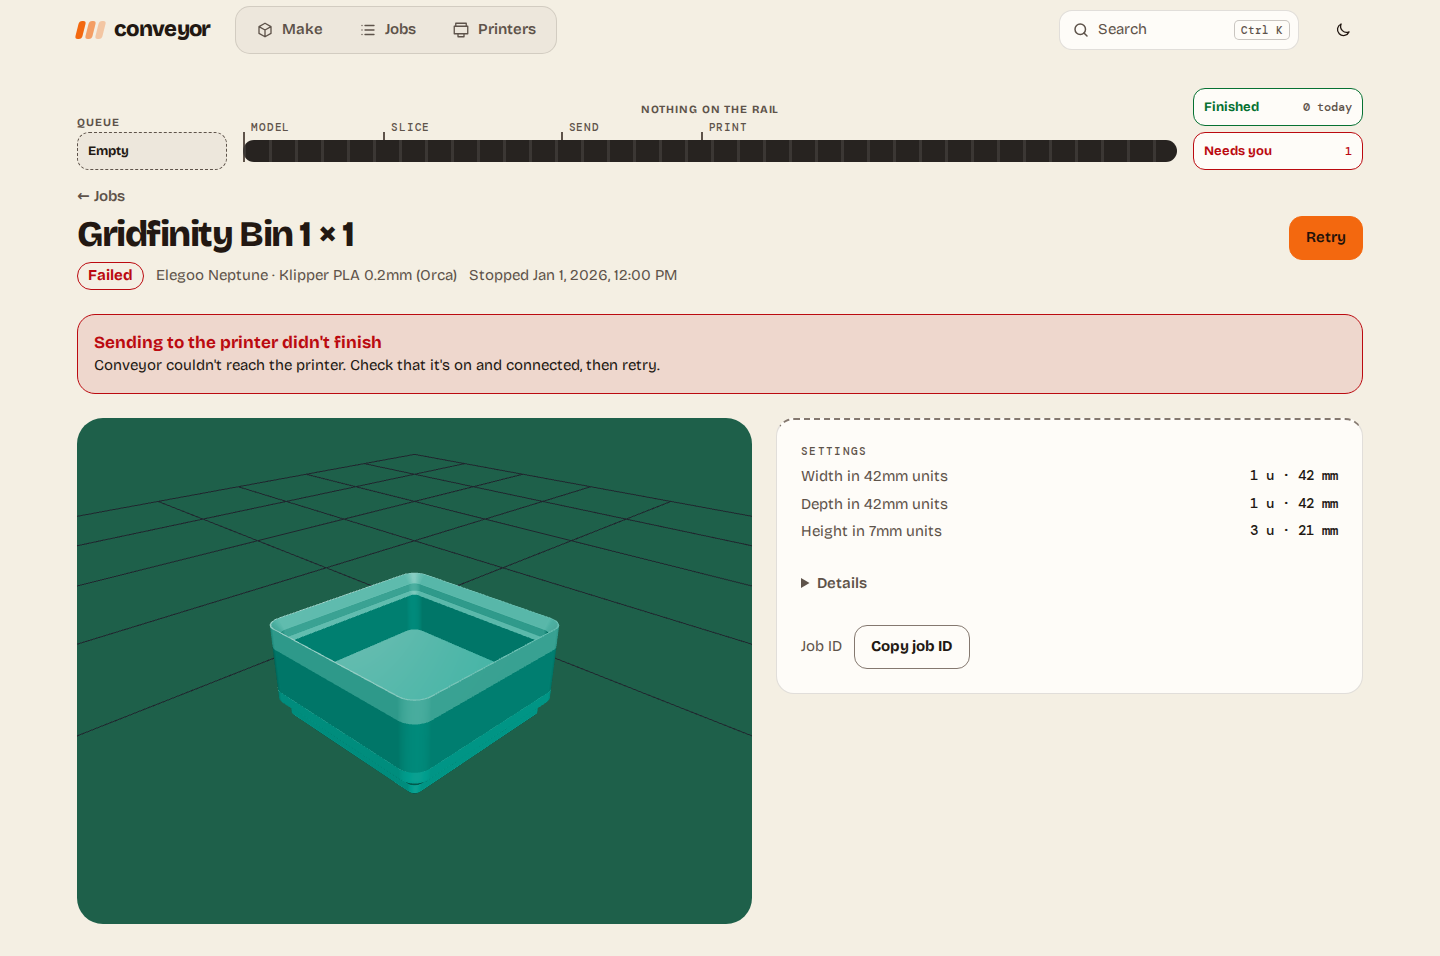 conveyor
Make
Jobs
Printers
Search
Ctrl K
QUEUE
Empty
NOTHING ON THE RAIL
MODEL
SLICE
SEND
PRINT
Finished 0 today
Needs you 1
← Jobs
Gridfinity Bin 1 × 1
Retry
Failed
Elegoo Neptune · Klipper PLA 0.2mm (Orca)
Stopped Jan 1, 2026, 12:00 PM
Sending to the printer didn't finish
Conveyor couldn't reach the printer. Check that it's on and connected, then retry.
SETTINGS
Width in 42mm units 1 u · 42 mm
Depth in 42mm units 1 u · 42 mm
Height in 7mm units 3 u · 21 mm
Details
Job ID
Copy job ID